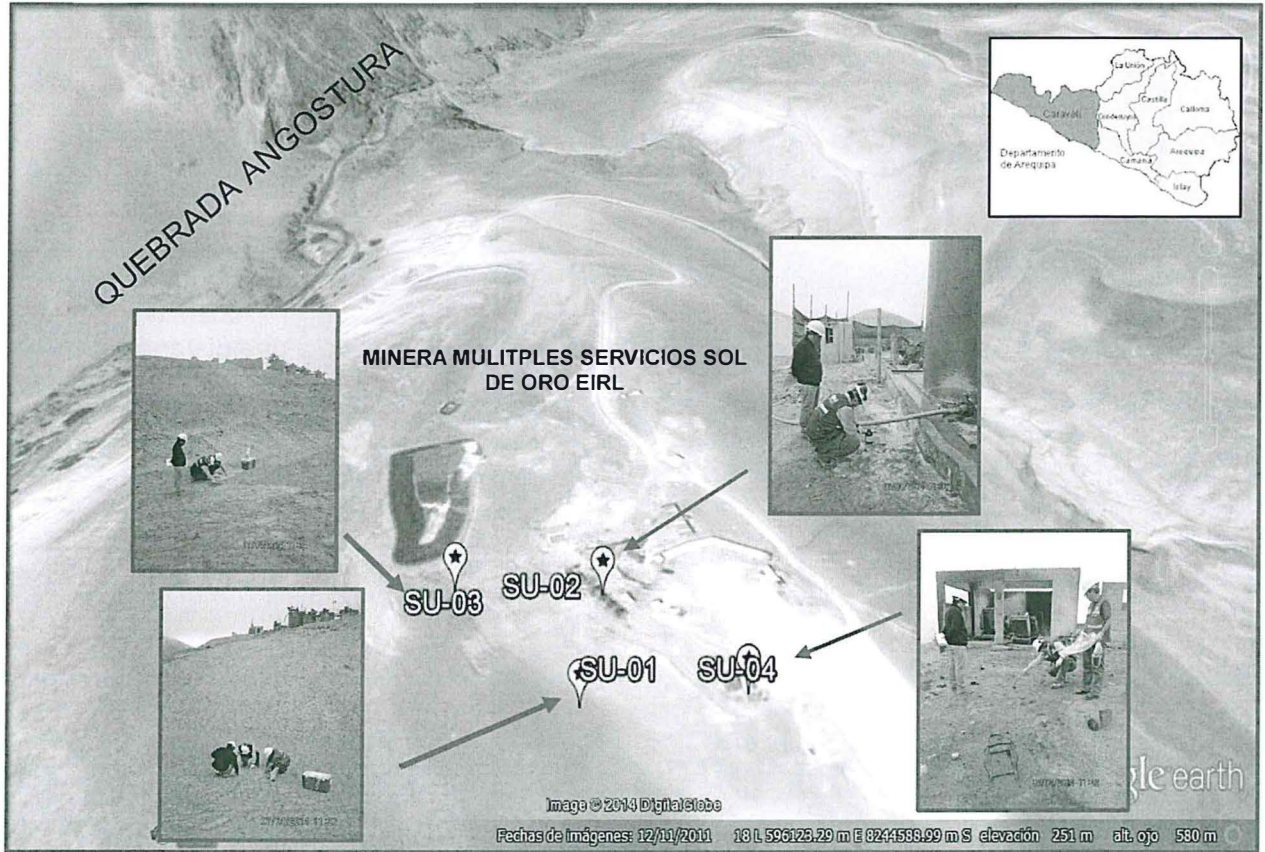 QUEBRADA ANGOSTURA
La Unión
Castilla
Caylloma
Caravelí
Condesuyos
Departamento
de Arequipa
Arequipa
Camaná
Islay
MINERA MULITPLES SERVICIOS SOL
DE ORO EIRL
SU-03
SU-02
SU-01
SU-04
gle earth
Image © 2014 DigitalGlobe
Fechas de imágenes: 12/11/2011 18 L 596123.29 m E 8244588.99 m S elevación 251 m alt. ojo 580 m